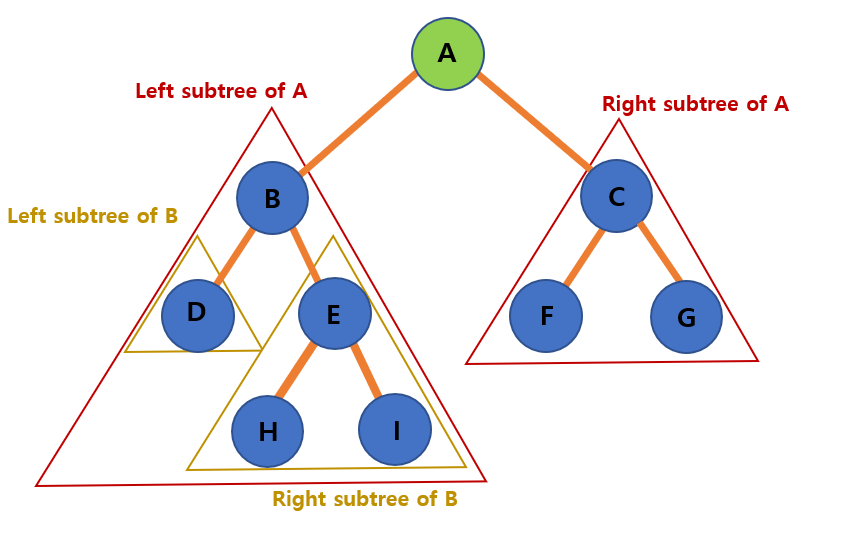 A
Left subtree of A
Right subtree of A
B
C
Left subtree of B
D
E
F
G
H
I
Right subtree of B